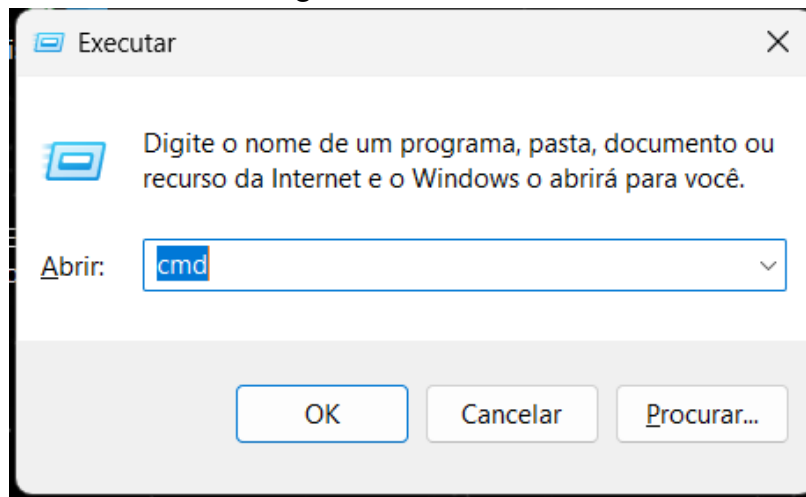 Executar
Digite o nome de um programa, pasta, documento ou
recurso da Internet e o Windows o abrirá para você.
Abrir:
cmd
OK
Cancelar
Procurar...